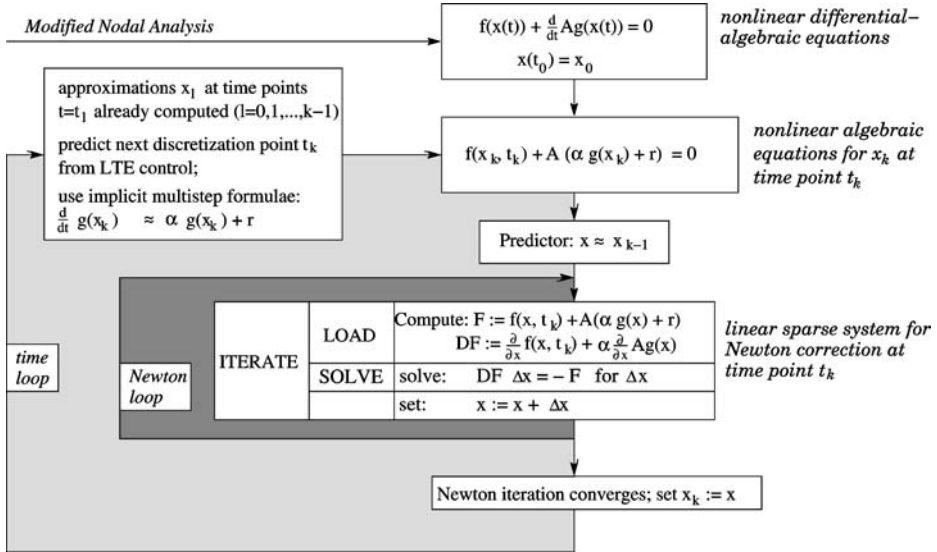 Modified Nodal Analysis
f(x(t)) + d/dt Ag(x(t)) = 0
x(t₀) = x₀
nonlinear differential–
algebraic equations
approximations xₗ at time points
t=tₗ already computed (l=0,1,...,k−1)
predict next discretization point tₖ
from LTE control;
use implicit multistep formulae:
d/dt g(xₖ) ≈ α g(xₖ) + r
f(xₖ, tₖ) + A (α g(xₖ) + r) = 0
nonlinear algebraic
equations for xₖ at
time point tₖ
Predictor: x ≈ xₖ₋₁
time
loop
Newton
loop
ITERATE
LOAD
Compute: F := f(x, tₖ) + A(α g(x) + r)
DF := ∂/∂x f(x, tₖ) + α ∂/∂x Ag(x)
SOLVE
solve: DF Δx = − F for Δx
set: x := x + Δx
linear sparse system for
Newton correction at
time point tₖ
Newton iteration converges; set xₖ := x